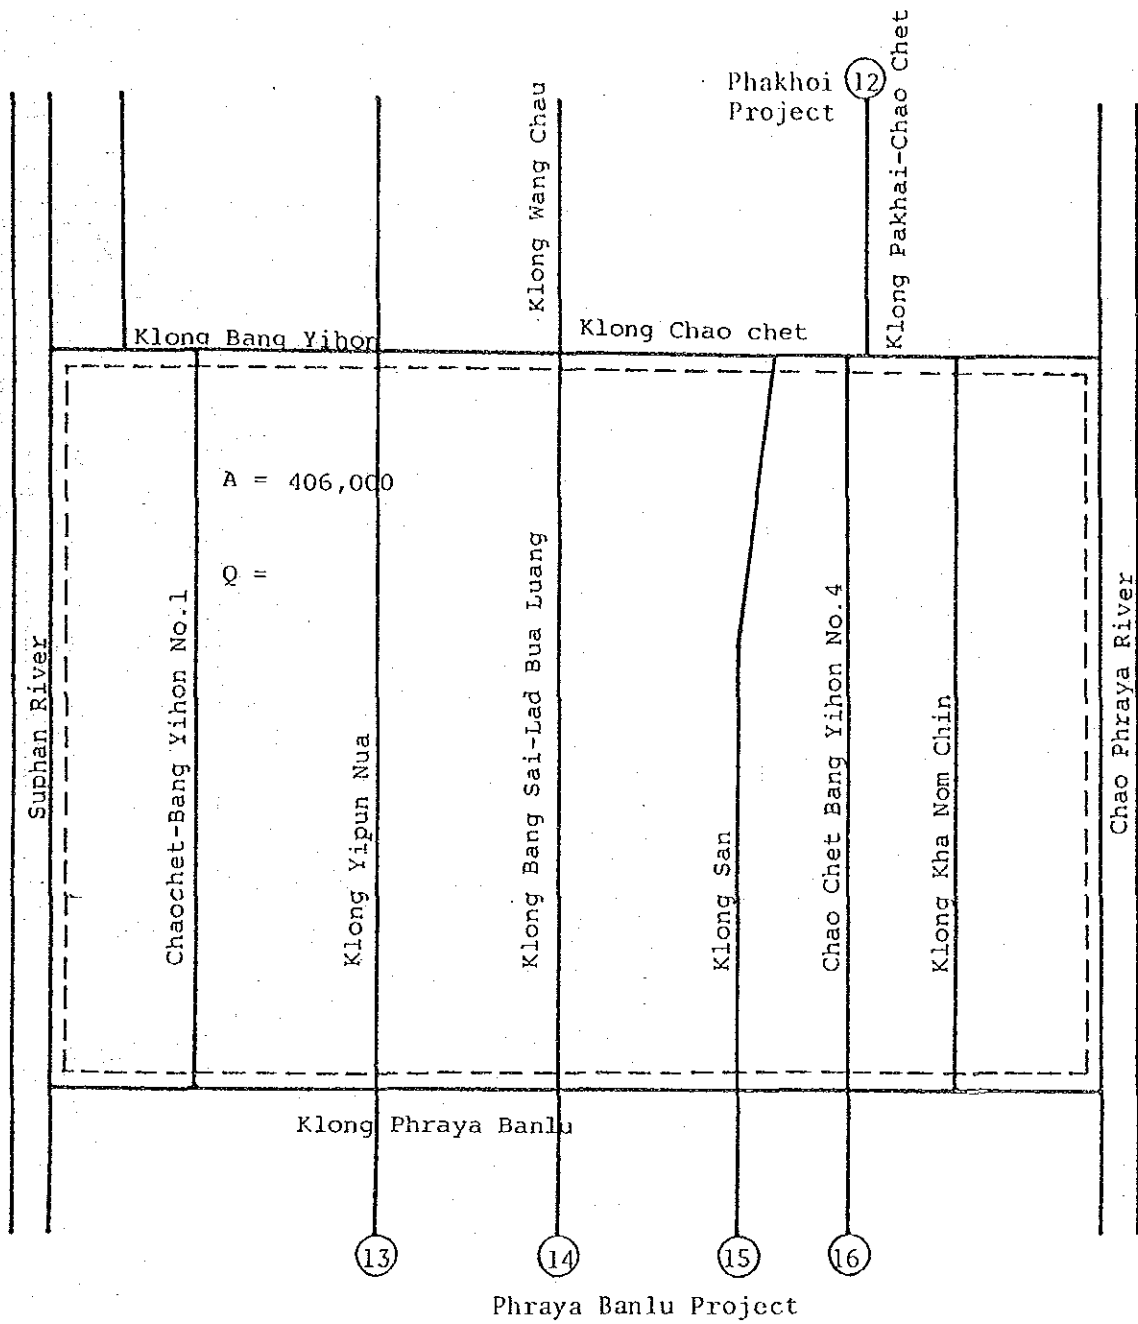 Phakhoi
Project
12
Klong Pakhai-Chao Chet
Klong Wang Chau
Klong Bang Yihon
Klong Chao chet
A = 406,000
Q =
Suphan River
Chaochet-Bang Yihon No.1
Klong Yipun Nua
Klong Bang Sai-Lad Bua Luang
Klong San
Chao Chet Bang Yihon No.4
Klong Kha Nom Chin
Chao Phraya River
Klong Phraya Banlu
13
14
15
16
Phraya Banlu Project